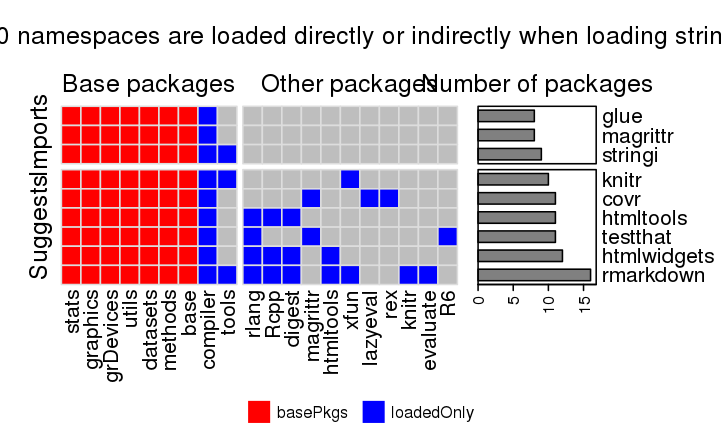 0 namespaces are loaded directly or indirectly when loading strin
Base packages
Other packages
Number of packages
Imports
Suggests
glue
magrittr
stringi
knitr
covr
htmltools
testthat
htmlwidgets
rmarkdown
0
5
10
15
stats
graphics
grDevices
utils
datasets
methods
base
compiler
tools
rlang
Rcpp
digest
magrittr
htmltools
xfun
lazyeval
rex
knitr
evaluate
R6
basePkgs
loadedOnly